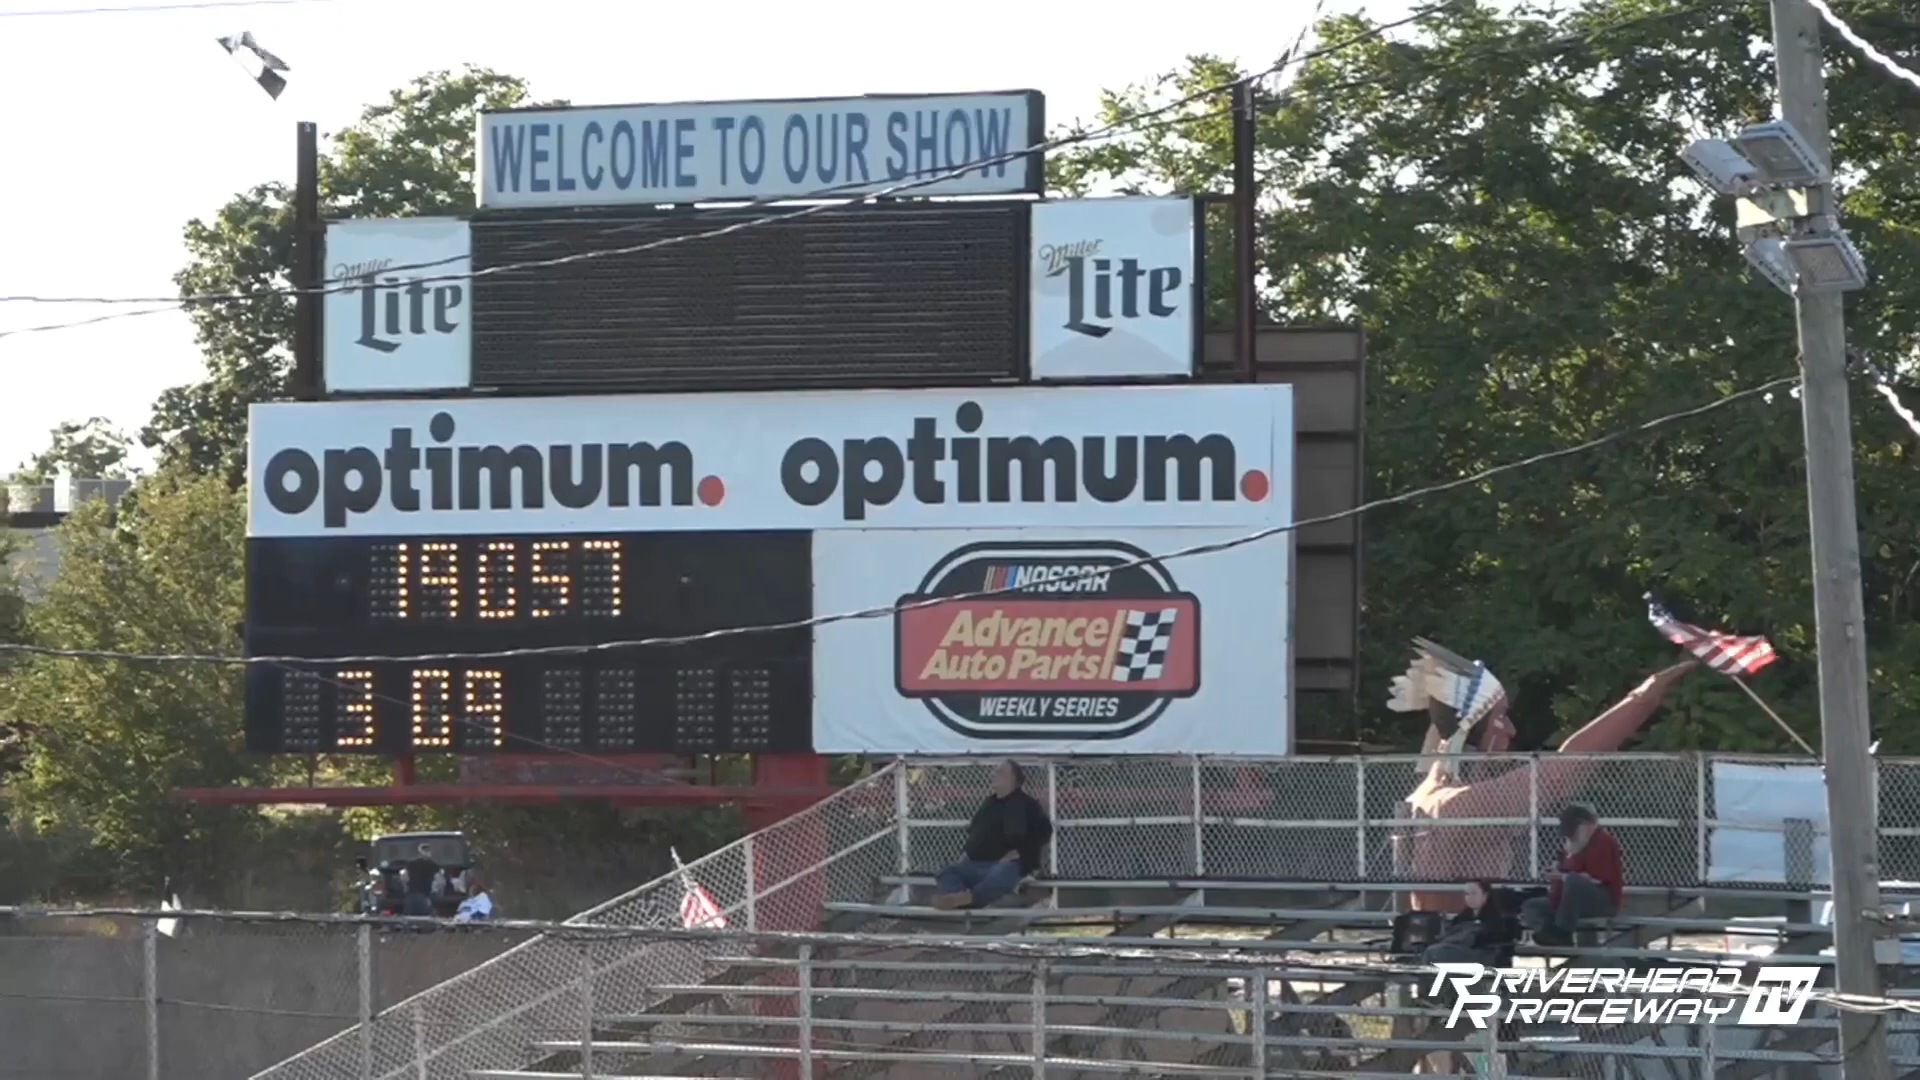 WELCOME TO OUR SHOW
Miller Lite
Miller Lite
optimum. optimum.
19057
3 09
NASCAR
Advance
Auto Parts
WEEKLY SERIES
RR RIVERHEAD RACEWAY TV